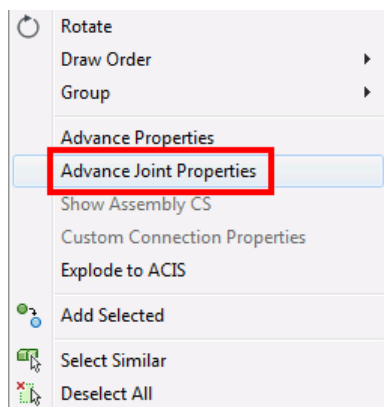 Rotate
Draw Order
Group
Advance Properties
Advance Joint Properties
Show Assembly CS
Custom Connection Properties
Explode to ACIS
Add Selected
Select Similar
Deselect All